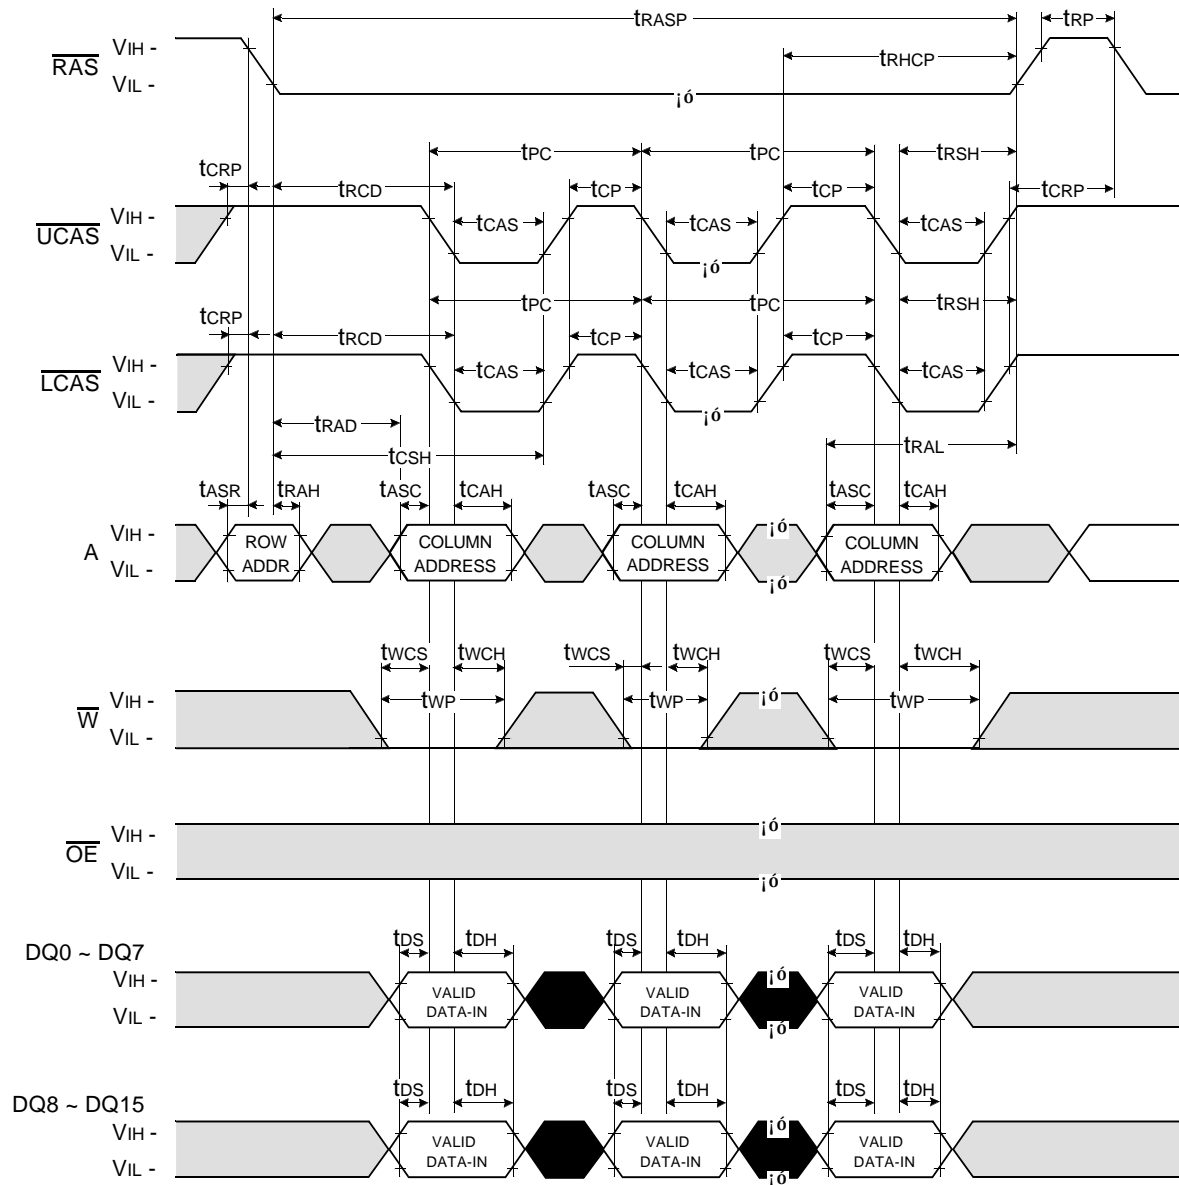 tRASP tRP
RAS VIH - tRHCP
VIL - ¡ó
tCRP tPC tPC tRSH
tRCD tCP tCP tCRP
UCAS VIH - tCAS tCAS tCAS
VIL - ¡ó
tCRP tPC tPC tRSH
tRCD tCP tCP
LCAS VIH - tCAS tCAS tCAS
VIL - ¡ó
tRAD tRAL
tCSH
tASR tRAH tASC tCAH tASC tCAH tASC tCAH
A VIH - ROW COLUMN COLUMN ¡ó COLUMN
VIL - ADDR ADDRESS ADDRESS ¡ó ADDRESS
tWCS tWCH tWCS tWCH tWCS tWCH
tWP tWP tWP
W VIH - ¡ó
VIL -
OE VIH - ¡ó
VIL - ¡ó
tDS tDH tDS tDH tDS tDH
DQ0 ~ DQ7
VIH - VALID VALID ¡ó VALID
VIL - DATA-IN DATA-IN ¡ó DATA-IN
tDS tDH tDS tDH tDS tDH
DQ8 ~ DQ15
VIH - VALID VALID ¡ó VALID
VIL - DATA-IN DATA-IN ¡ó DATA-IN